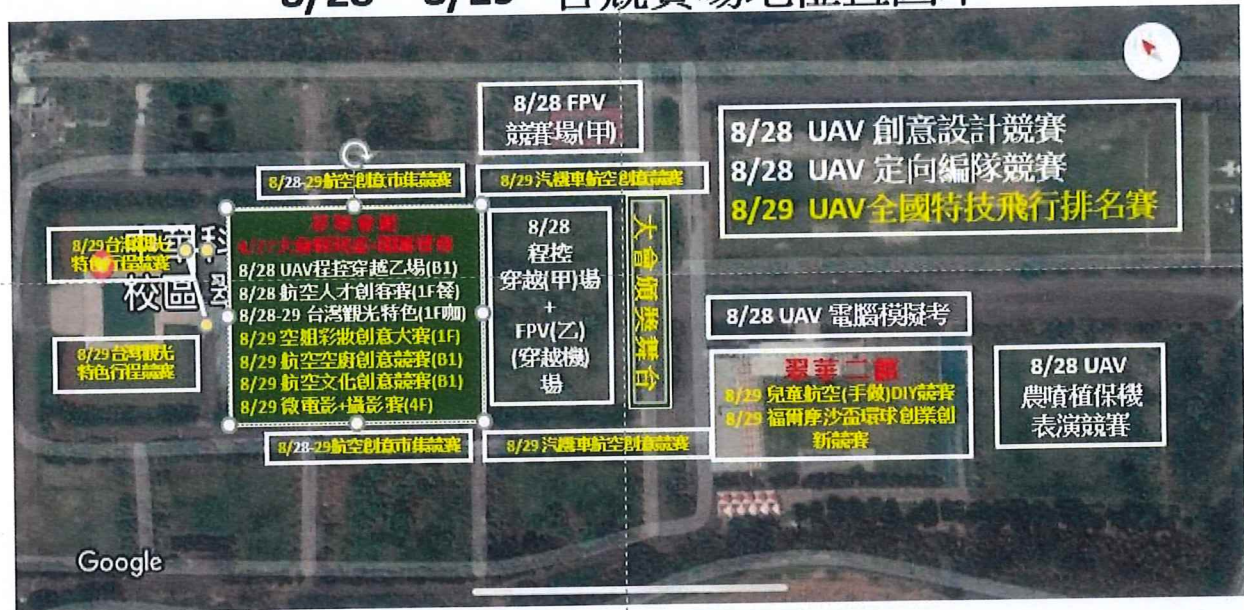 8/28 FPV
競賽場(甲)
8/28 UAV 創意設計競賽
8/28 UAV 定向編隊競賽
8/29 UAV全國特技飛行排名賽
8/28-29航空創意市集競賽
8/29 汽機車航空創意競賽
8/29台灣觀光
特色行程競賽
校區
8/28 UAV程控穿越乙場(B1)
8/28 航空人才創客賽(1F餐)
8/28-29 台灣觀光特色(1F咖)
8/29 空姐彩妝創意大賽(1F)
8/29 航空空廚創意競賽(B1)
8/29 航空文化創意競賽(B1)
8/29 微電影+攝影賽(4F)
8/28
程控
穿越(甲)場
+
FPV(乙)
(穿越機)
場
大會頒獎舞台
8/28 UAV 電腦模擬考
翠華二館
8/29 兒童航空(手做)DIY競賽
8/29 福爾摩沙盃環球創業創
新競賽
8/28 UAV
農噴植保機
表演競賽
8/29台灣觀光
特色行程競賽
8/28-29航空創意市集競賽
8/29 汽機車航空創意競賽
Google